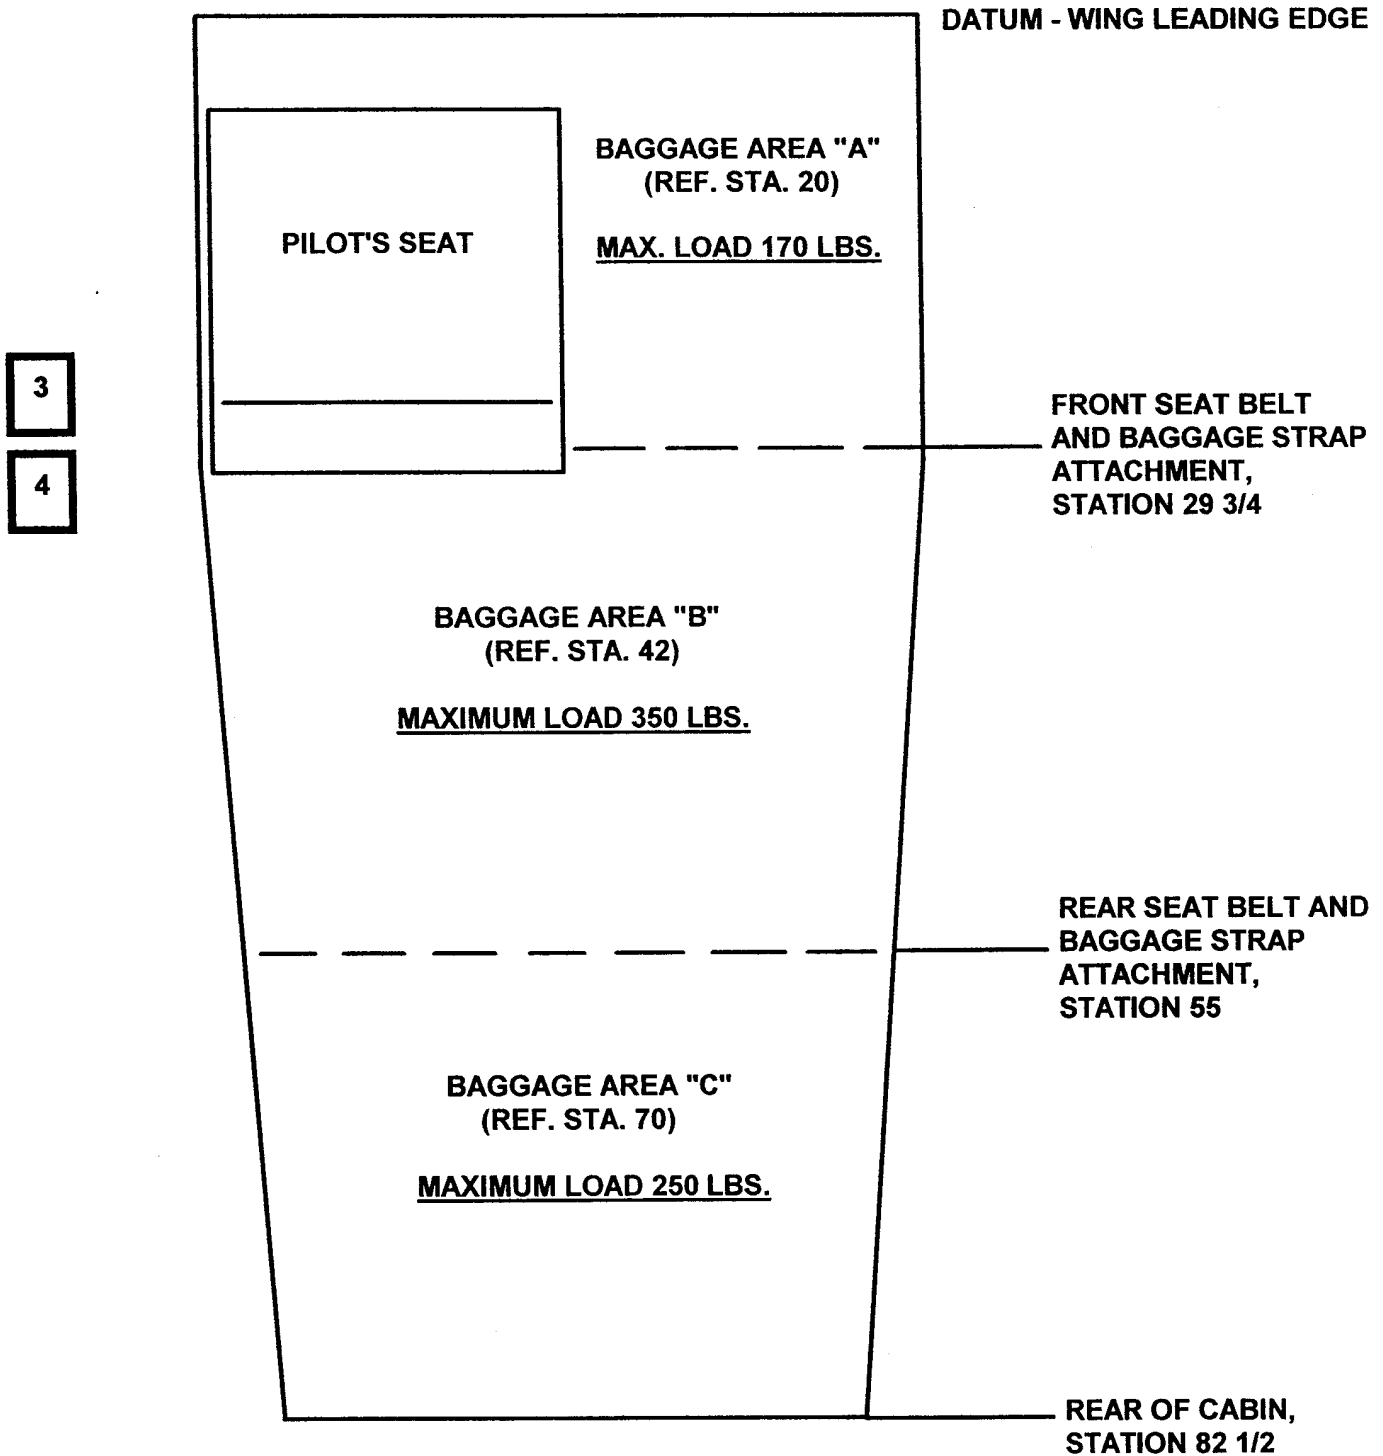 DATUM - WING LEADING EDGE
BAGGAGE AREA "A"
(REF. STA. 20)
PILOT'S SEAT
MAX. LOAD 170 LBS.
3
4
FRONT SEAT BELT
AND BAGGAGE STRAP
ATTACHMENT,
STATION 29 3/4
BAGGAGE AREA "B"
(REF. STA. 42)
MAXIMUM LOAD 350 LBS.
REAR SEAT BELT AND
BAGGAGE STRAP
ATTACHMENT,
STATION 55
BAGGAGE AREA "C"
(REF. STA. 70)
MAXIMUM LOAD 250 LBS.
REAR OF CABIN,
STATION 82 1/2